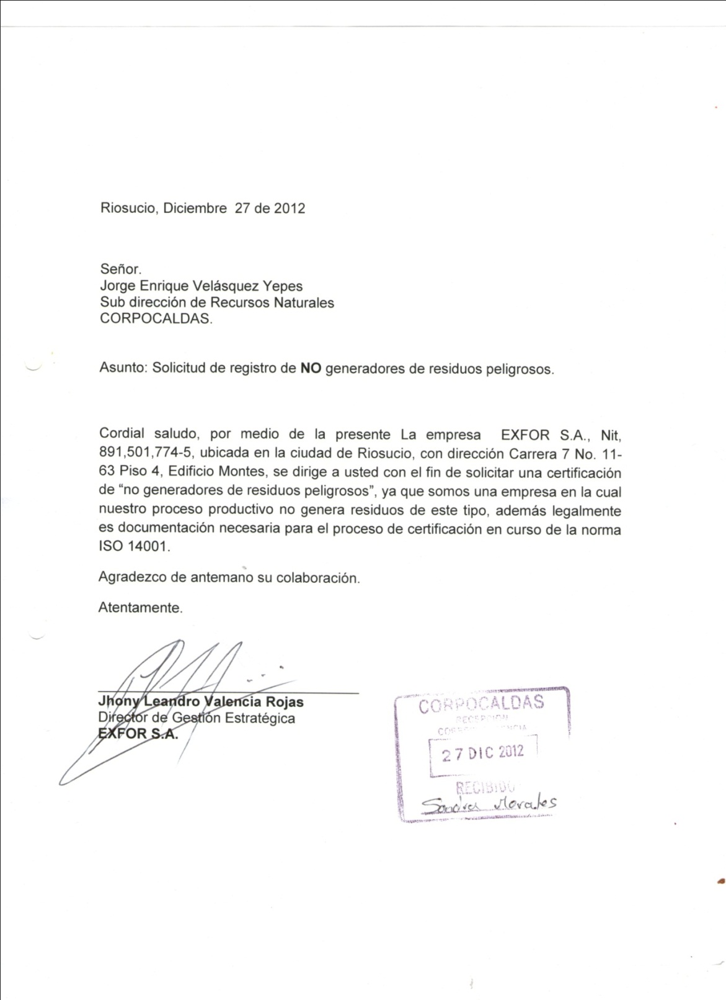 Riosucio, Diciembre 27 de 2012
Señor.
Jorge Enrique Velásquez Yepes
Sub dirección de Recursos Naturales
CORPOCALDAS.
Asunto: Solicitud de registro de NO generadores de residuos peligrosos.
Cordial saludo, por medio de la presente La empresa EXFOR S.A., Nit,
891,501,774-5, ubicada en la ciudad de Riosucio, con dirección Carrera 7 No. 11-
63 Piso 4, Edificio Montes, se dirige a usted con el fin de solicitar una certificación
de “no generadores de residuos peligrosos”, ya que somos una empresa en la cual
nuestro proceso productivo no genera residuos de este tipo, además legalmente
es documentación necesaria para el proceso de certificación en curso de la norma
ISO 14001.
Agradezco de antemano su colaboración.
Atentamente.
Jhony Leandro Valencia Rojas
Director de Gestión Estratégica
EXFOR S.A.
CORPOCALDAS
RECEPCION
27 DIC 2012
RECIBIDO
Sandra Morales